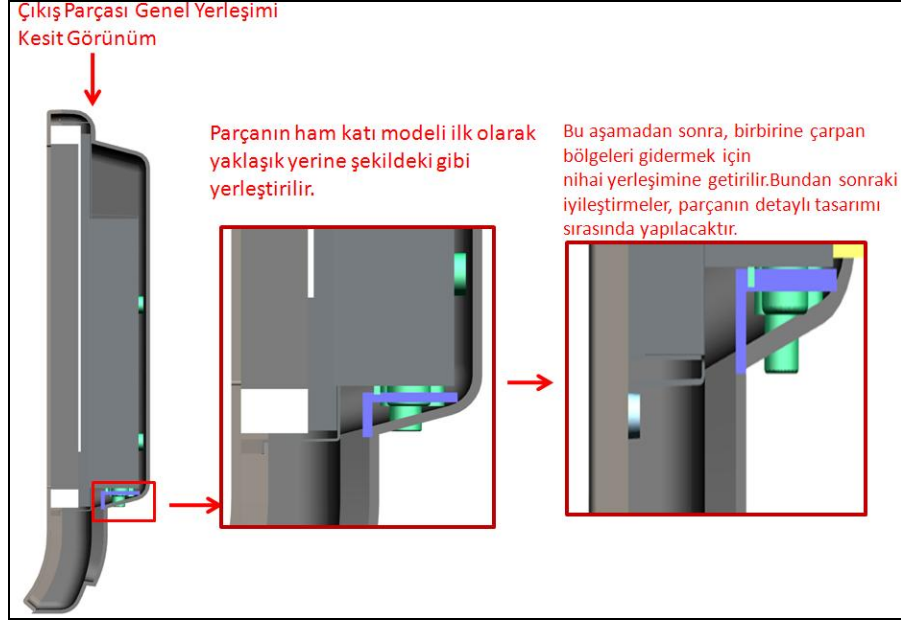 Çıkış Parçası Genel Yerleşimi
Kesit Görünüm
Parçanın ham katı modeli ilk olarak
yaklaşık yerine şekildeki gibi
yerleştirilir.
Bu aşamadan sonra, birbirine çarpan
bölgeleri gidermek için
nihai yerleşimine getirilir.Bundan sonraki
iyileştirmeler, parçanın detaylı tasarımı
sırasında yapılacaktır.